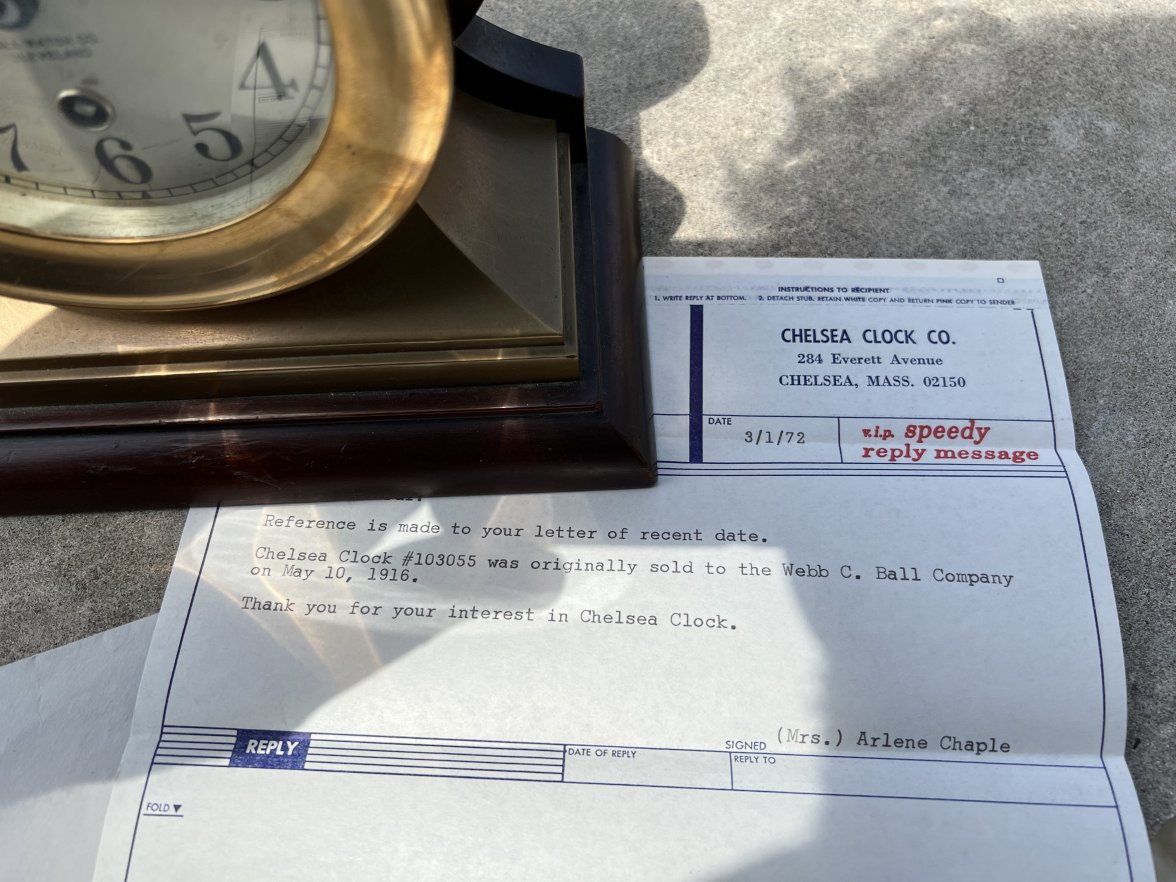 CLEVELAND
4
5
6
7
INSTRUCTIONS TO RECIPIENT
1. WRITE REPLY AT BOTTOM. 2. DETACH STUB, RETAIN WHITE COPY AND RETURN PINK COPY TO SENDER
CHELSEA CLOCK CO.
284 Everett Avenue
CHELSEA, MASS. 02150
DATE
3/1/72
v.i.p. speedy
reply message
Reference is made to your letter of recent date.
Chelsea Clock #103055 was originally sold to the Webb C. Ball Company
on May 10, 1916.
Thank you for your interest in Chelsea Clock.
SIGNED (Mrs.) Arlene Chaple
REPLY
DATE OF REPLY
REPLY TO
FOLD ▼